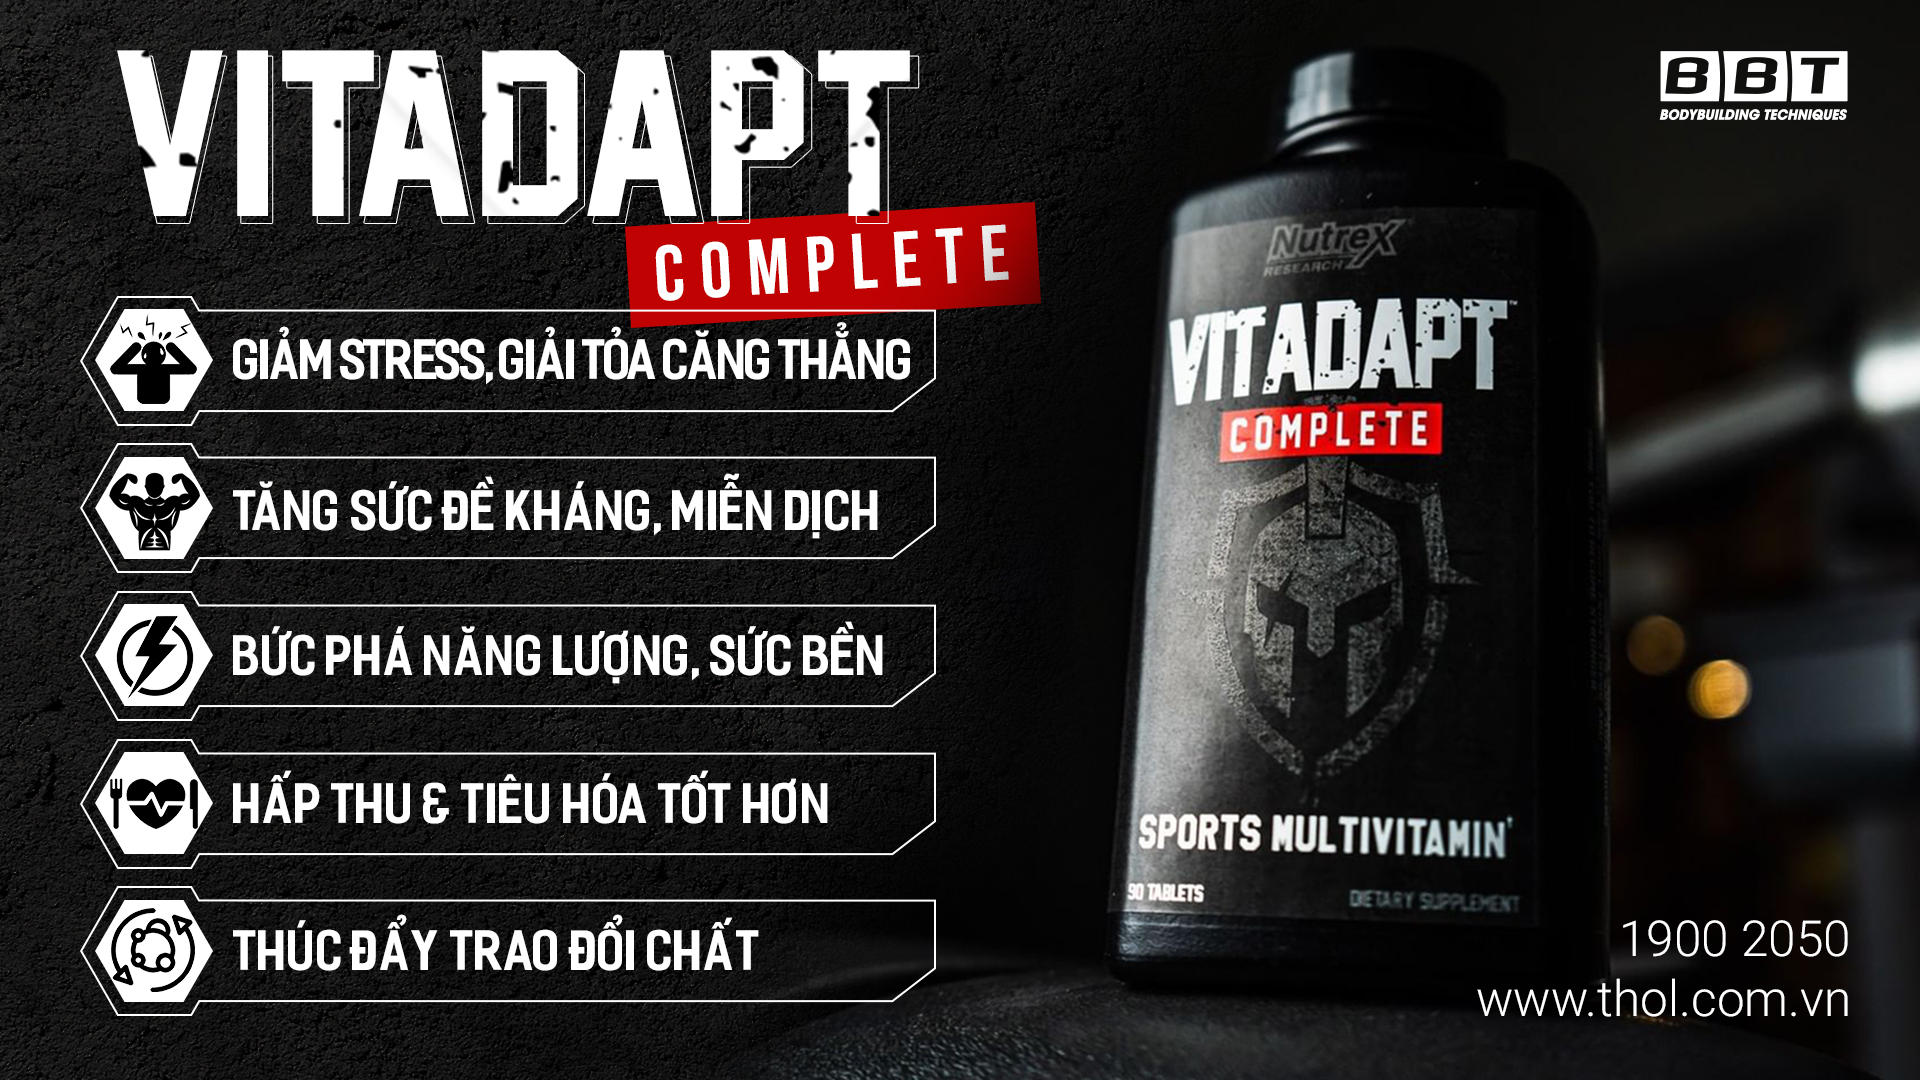 VITADAPT
COMPLETE
BBT
BODYBUILDING TECHNIQUES
GIẢM STRESS, GIẢI TỎA CĂNG THẲNG
TĂNG SỨC ĐỀ KHÁNG, MIỄN DỊCH
BỨC PHÁ NĂNG LƯỢNG, SỨC BỀN
HẤP THU & TIÊU HÓA TỐT HƠN
THÚC ĐẨY TRAO ĐỔI CHẤT
Nutrex
RESEARCH
VITADAPT™
COMPLETE
SPORTS MULTIVITAMIN†
90 TABLETS
DIETARY SUPPLEMENT
1900 2050
www.thol.com.vn